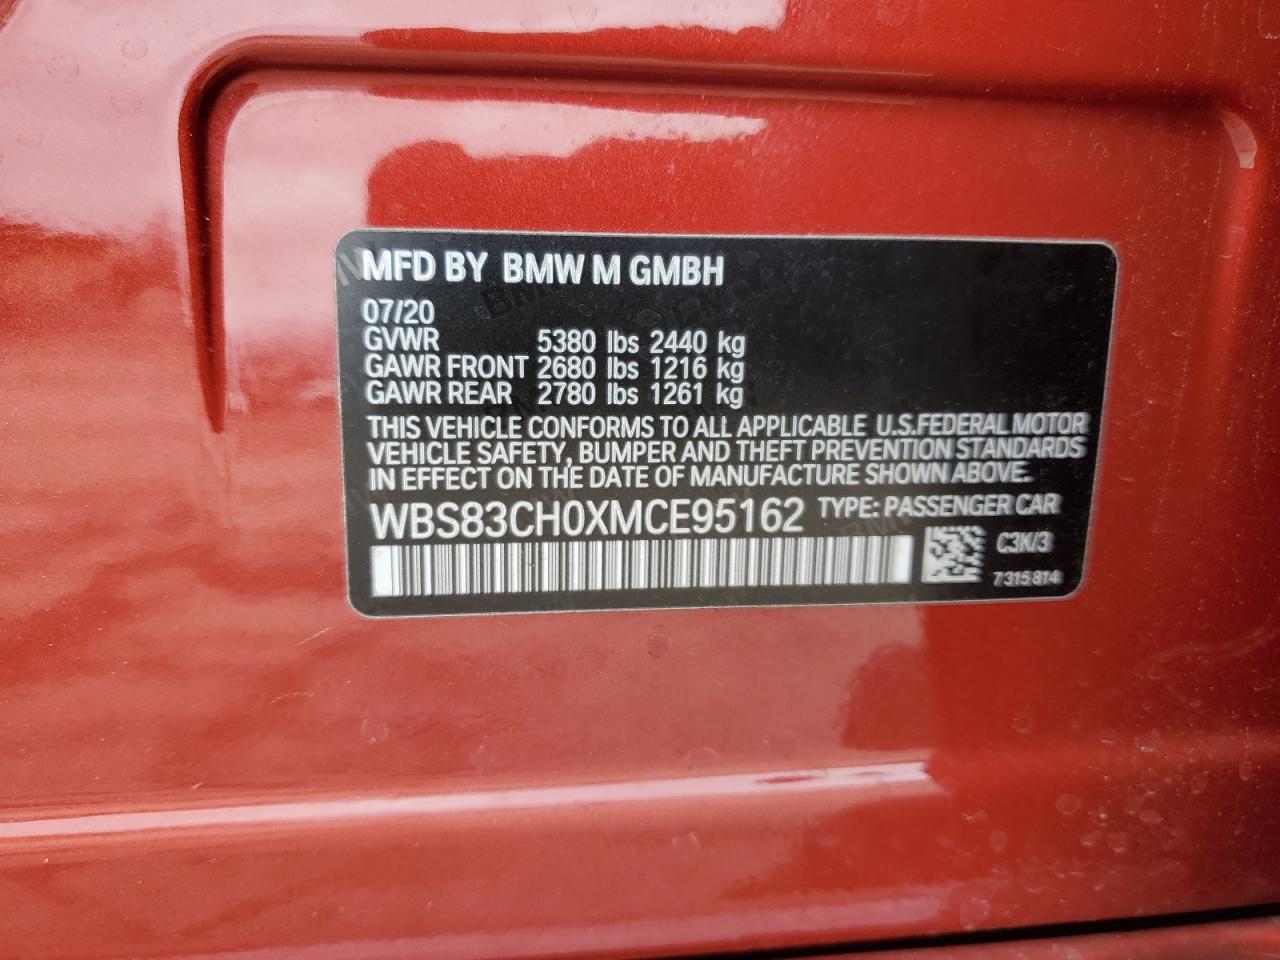 MFD BY BMW M GMBH
07/20
GVWR 5380 lbs 2440 kg
GAWR FRONT 2680 lbs 1216 kg
GAWR REAR 2780 lbs 1261 kg
THIS VEHICLE CONFORMS TO ALL APPLICABLE U.S.FEDERAL MOTOR
VEHICLE SAFETY, BUMPER AND THEFT PREVENTION STANDARDS
IN EFFECT ON THE DATE OF MANUFACTURE SHOWN ABOVE.
WBS83CH0XMCE95162 TYPE: PASSENGER CAR
C3K/3
7315814